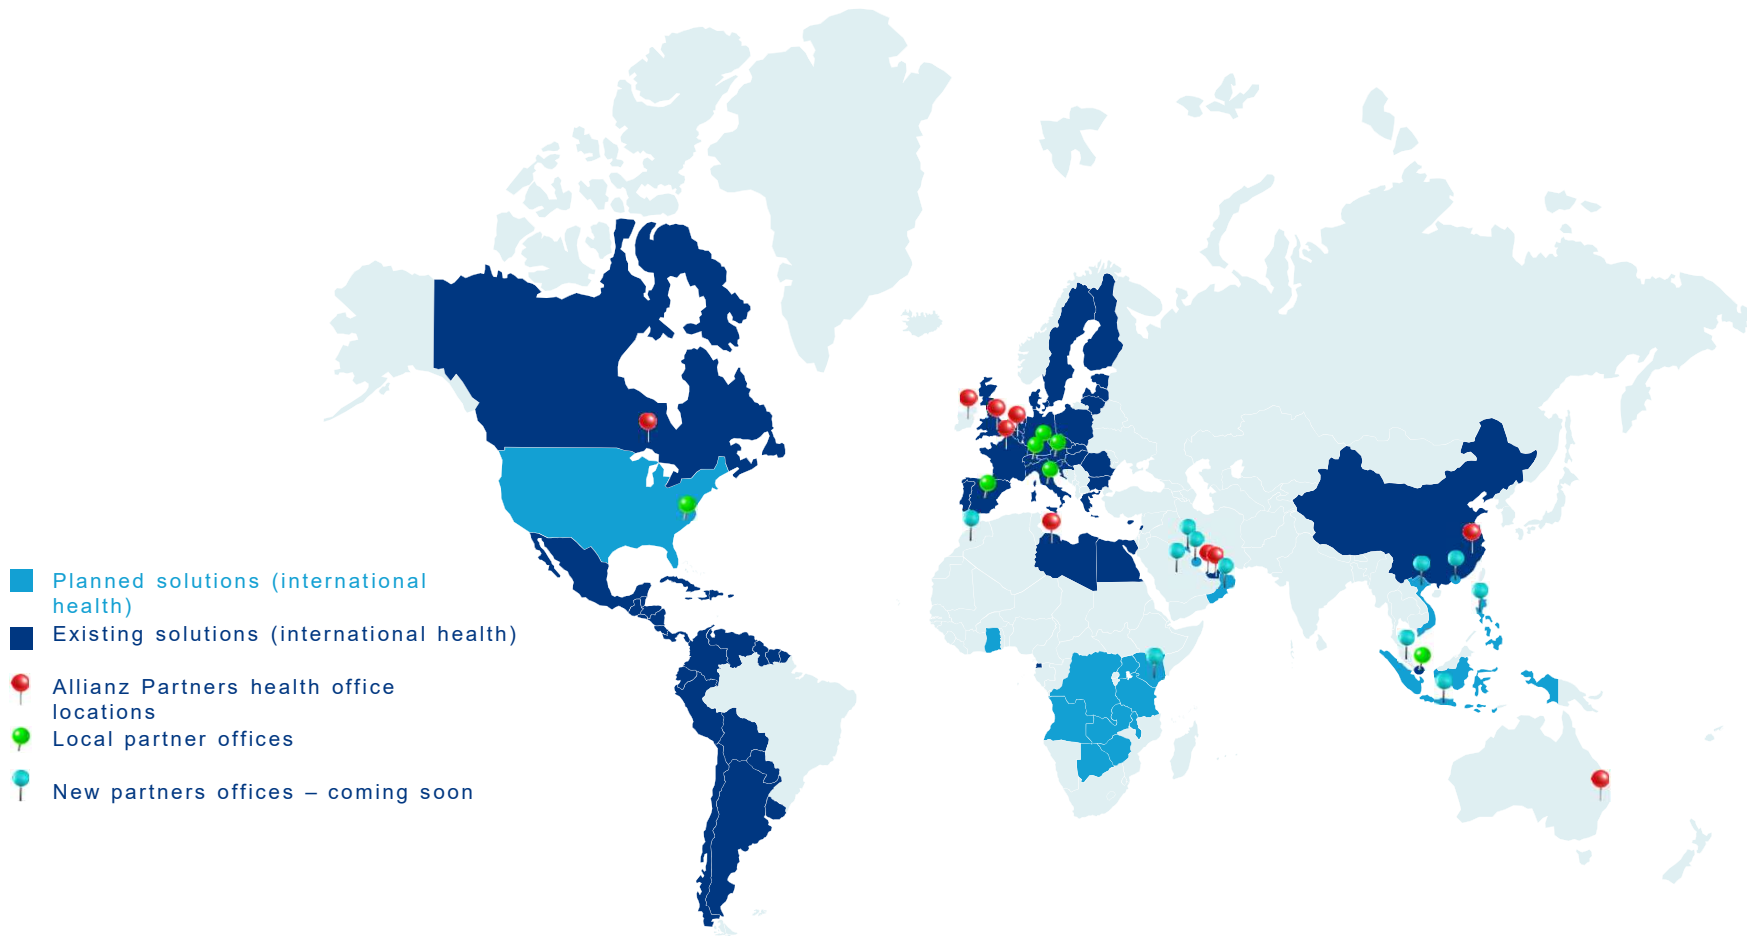 Planned solutions (international
health)
Existing solutions (international health)
Allianz Partners health office
locations
Local partner offices
New partners offices – coming soon